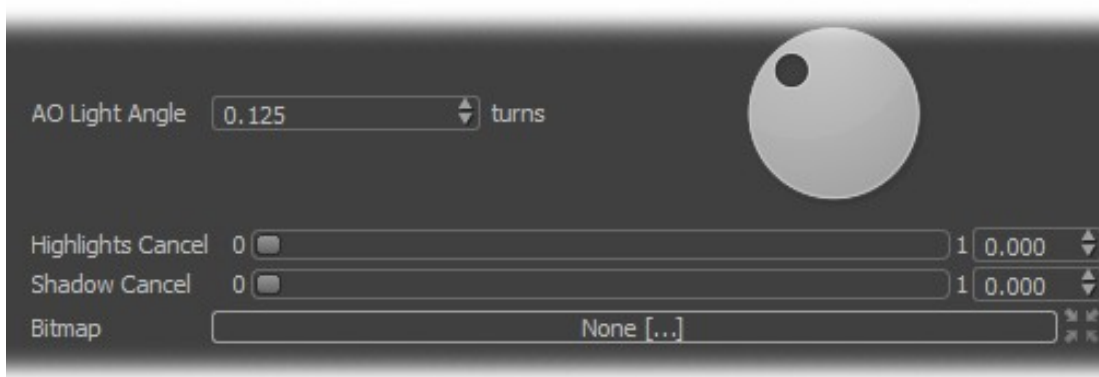 AO Light Angle 0.125 turns
Highlights Cancel 0 1 0.000
Shadow Cancel 0 1 0.000
Bitmap None [...]